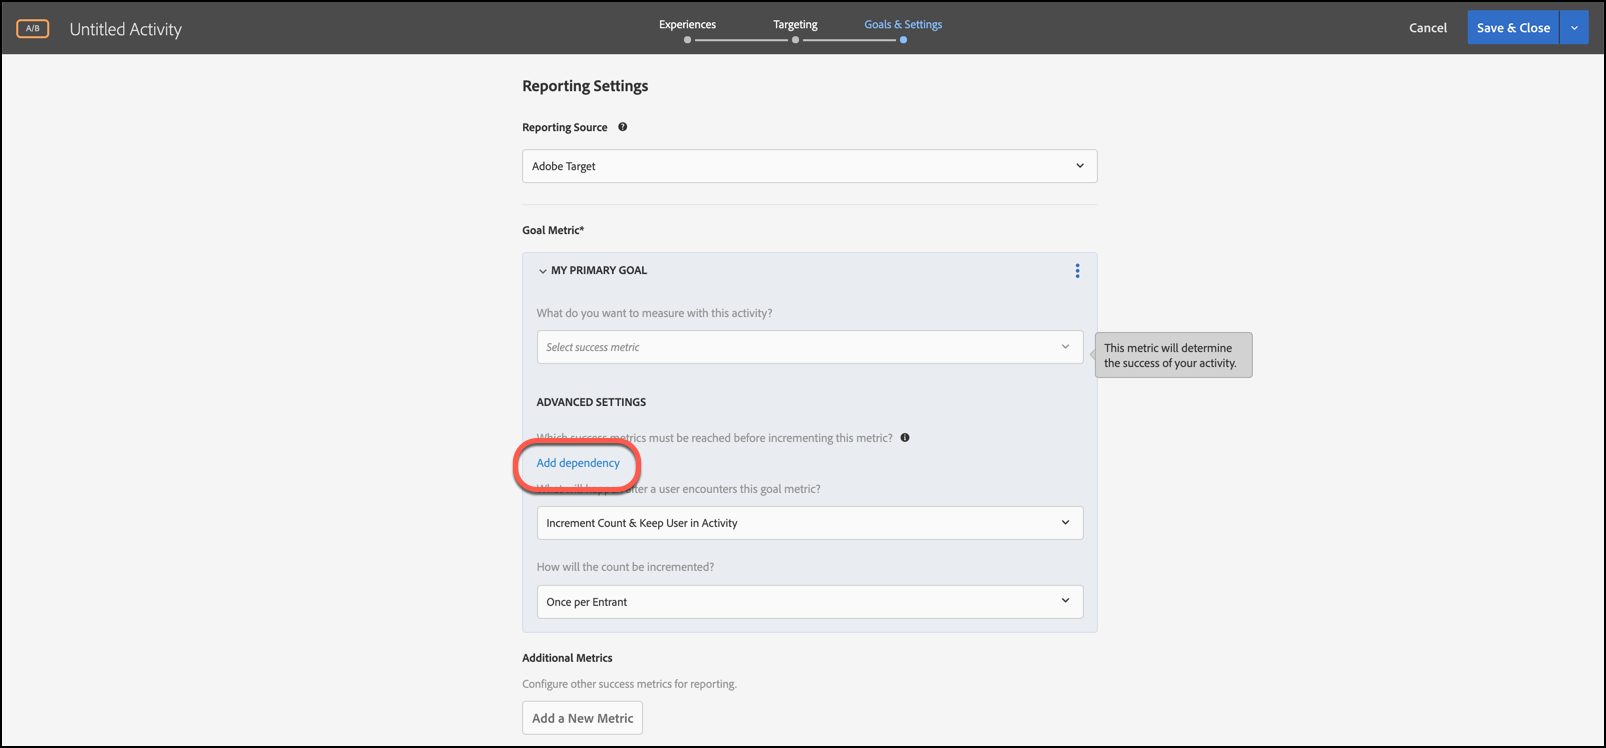 A/B
Untitled Activity
Experiences
Targeting
Goals & Settings
Cancel
Save & Close
Reporting Settings
Reporting Source
Adobe Target
Goal Metric*
MY PRIMARY GOAL
What do you want to measure with this activity?
Select success metric
This metric will determine
the success of your activity.
ADVANCED SETTINGS
Which success metrics must be reached before incrementing this metric?
Add dependency
What will happen after a user encounters this goal metric?
Increment Count & Keep User in Activity
How will the count be incremented?
Once per Entrant
Additional Metrics
Configure other success metrics for reporting.
Add a New Metric